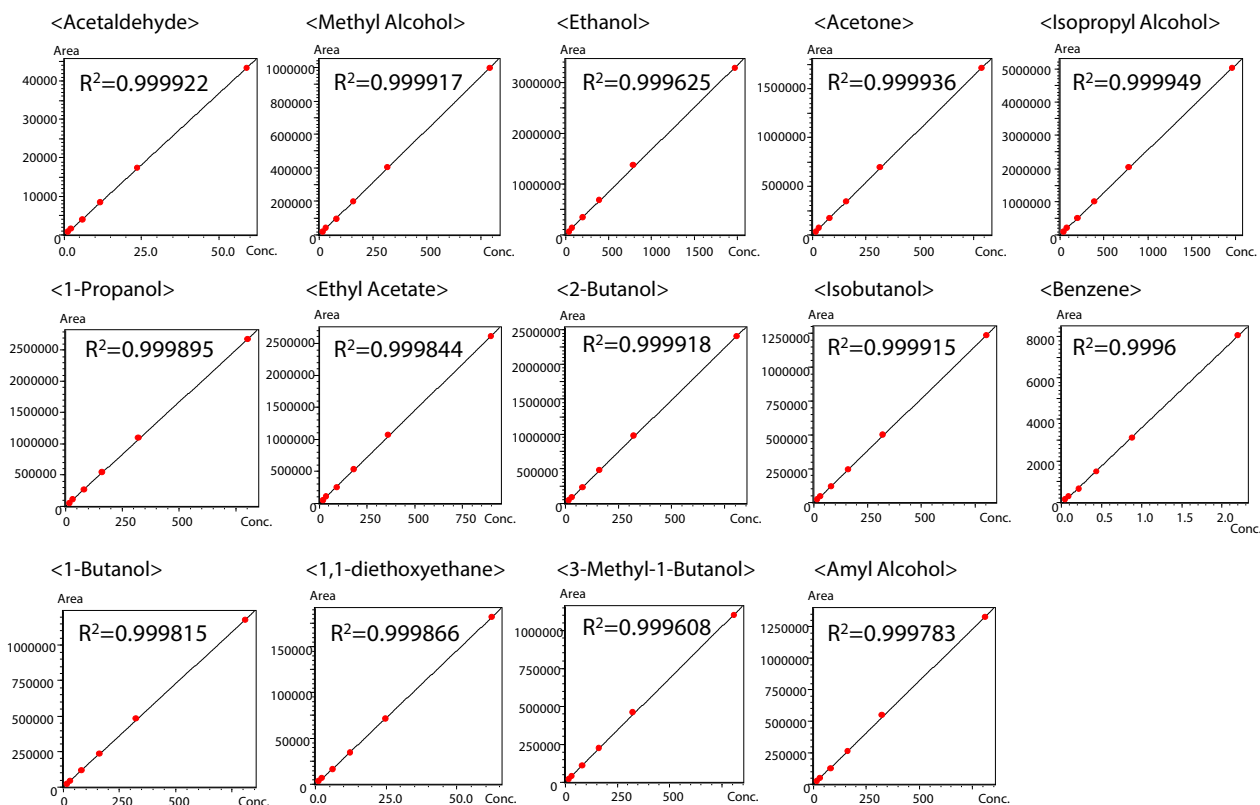 <Acetaldehyde>
Area
R²=0.999922
40000
30000
20000
10000
0
0.0 25.0 50.0 Conc.
<Methyl Alcohol>
Area
R²=0.999917
1000000
800000
600000
400000
200000
0
0 250 500 Conc.
<Ethanol>
Area
R²=0.999625
3000000
2000000
1000000
0
0 500 1000 1500 Conc.
<Acetone>
Area
R²=0.999936
1500000
1000000
500000
0
0 250 500 Conc.
<Isopropyl Alcohol>
Area
R²=0.999949
5000000
4000000
3000000
2000000
1000000
0
0 500 1000 1500 Conc.
<1-Propanol>
Area
R²=0.999895
2500000
2000000
1500000
1000000
500000
0
0 250 500 Conc.
<Ethyl Acetate>
Area
R²=0.999844
2500000
2000000
1500000
1000000
500000
0
0 250 500 750 Conc.
<2-Butanol>
Area
R²=0.999918
2500000
2000000
1500000
1000000
500000
0
0 250 500 Conc.
<Isobutanol>
Area
R²=0.999915
1250000
1000000
750000
500000
250000
0
0 250 500 Conc.
<Benzene>
Area
R²=0.9996
8000
6000
4000
2000
0
0.0 0.5 1.0 1.5 2.0
Conc.
<1-Butanol>
Area
R²=0.999815
1000000
750000
500000
250000
0
0 250 500 Conc.
<1,1-diethoxyethane>
Area
R²=0.999866
150000
100000
50000
0
0.0 25.0 50.0 Conc.
<3-Methyl-1-Butanol>
Area
R²=0.999608
1000000
750000
500000
250000
0
0 250 500 Conc.
<Amyl Alcohol>
Area
R²=0.999783
1250000
1000000
750000
500000
250000
0
0 250 500 Conc.